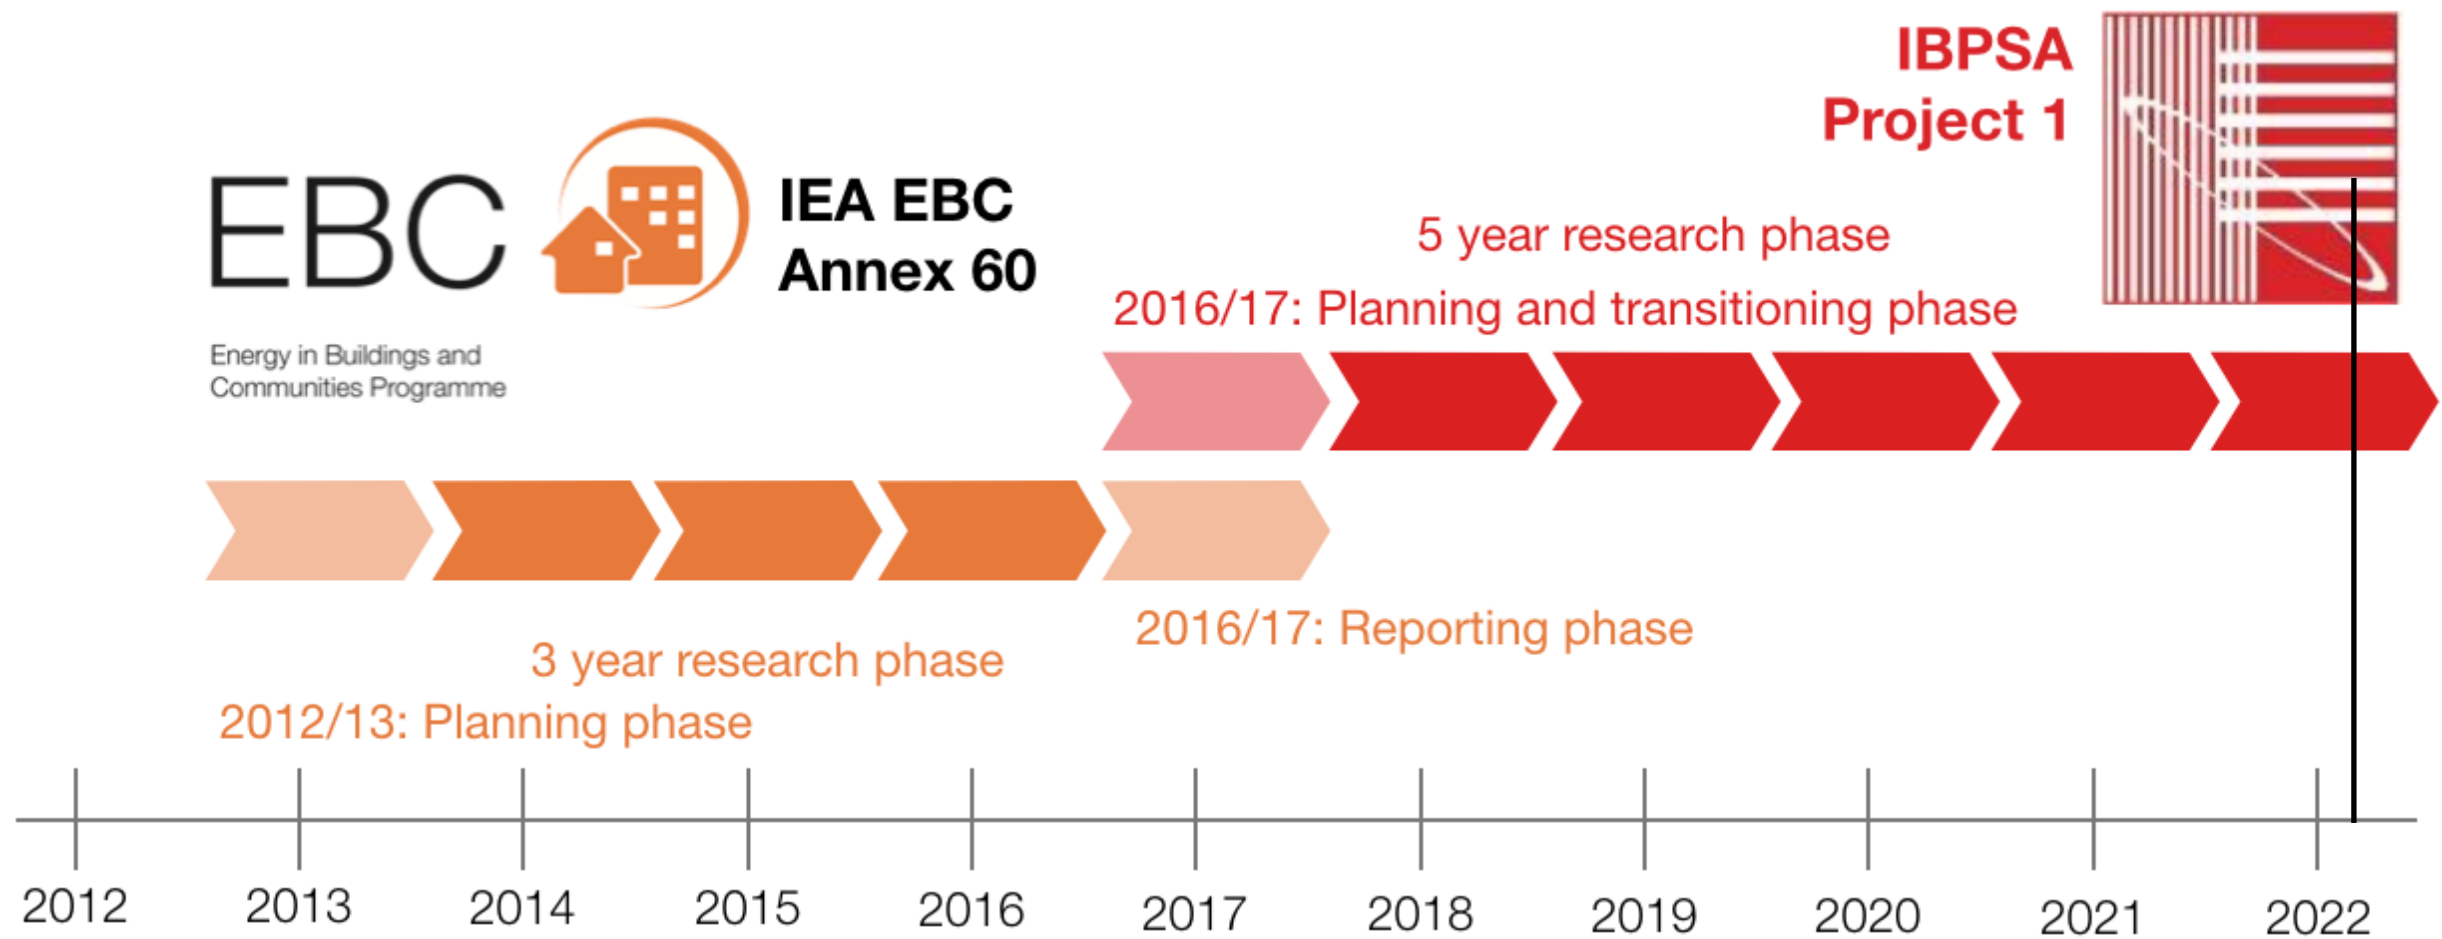 IBPSA
Project 1
EBC
IEA EBC
Annex 60
Energy in Buildings and
Communities Programme
5 year research phase
2016/17: Planning and transitioning phase
2016/17: Reporting phase
3 year research phase
2012/13: Planning phase
2012 2013 2014 2015 2016 2017 2018 2019 2020 2021 2022